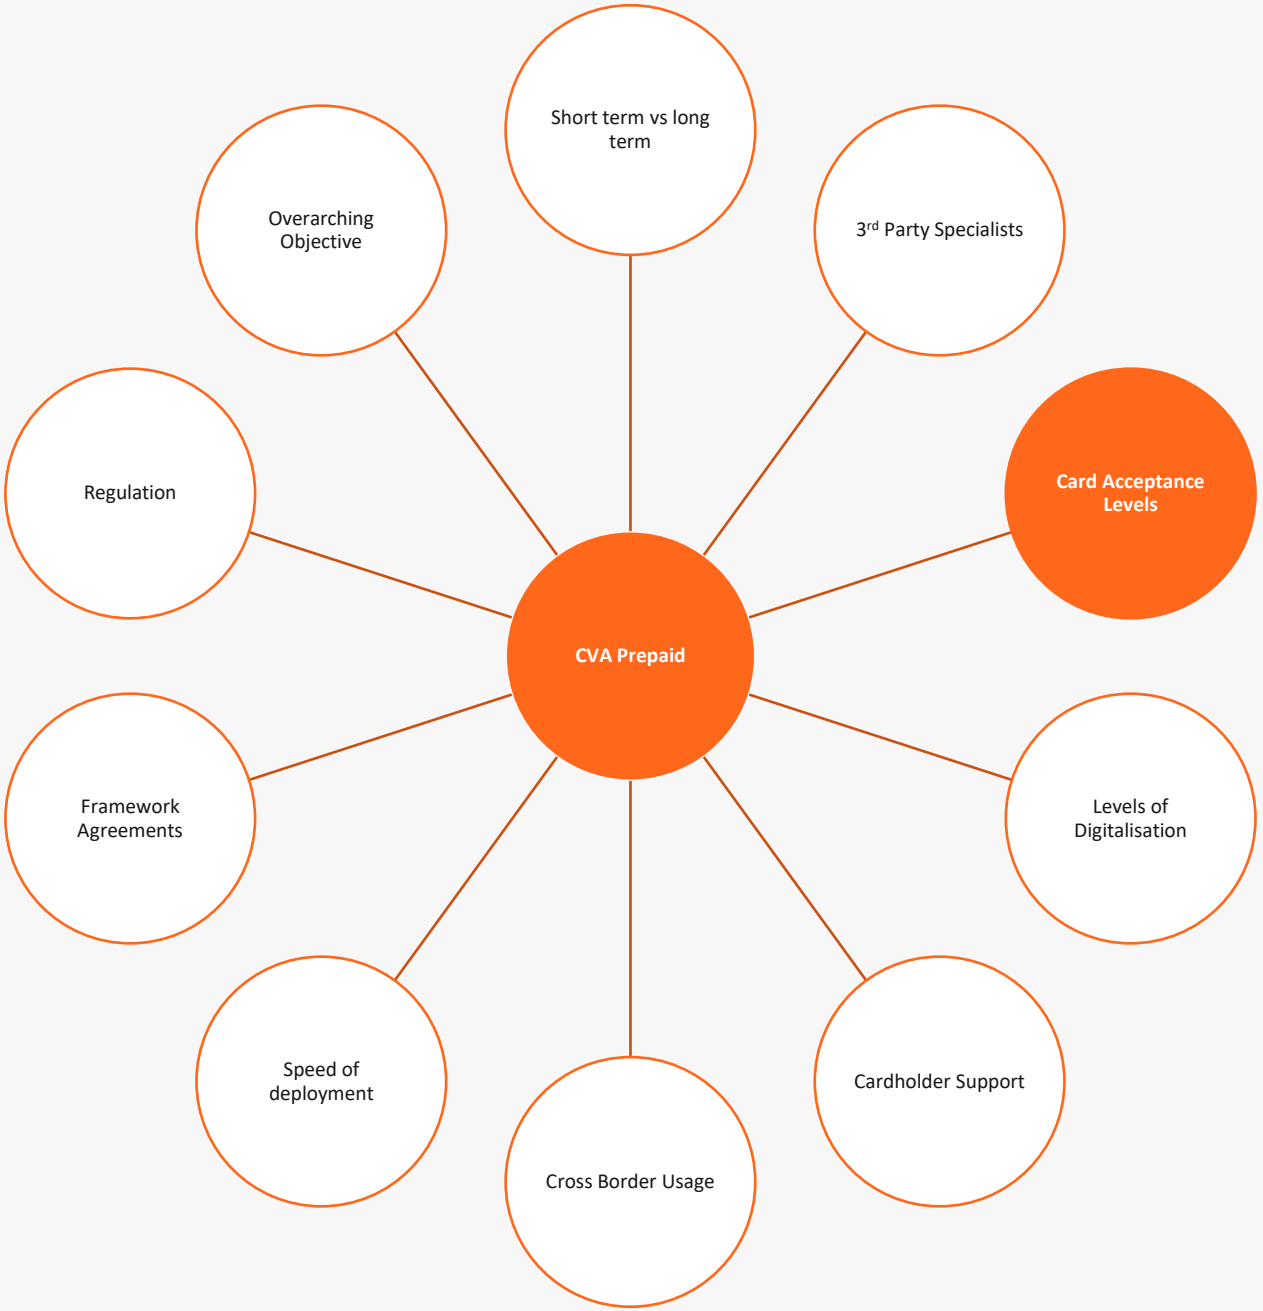 Short term vs long
term
3rd Party Specialists
Overarching
Objective
Card Acceptance
Levels
Regulation
CVA Prepaid
Levels of
Digitalisation
Framework
Agreements
Speed of
deployment
Cardholder Support
Cross Border Usage